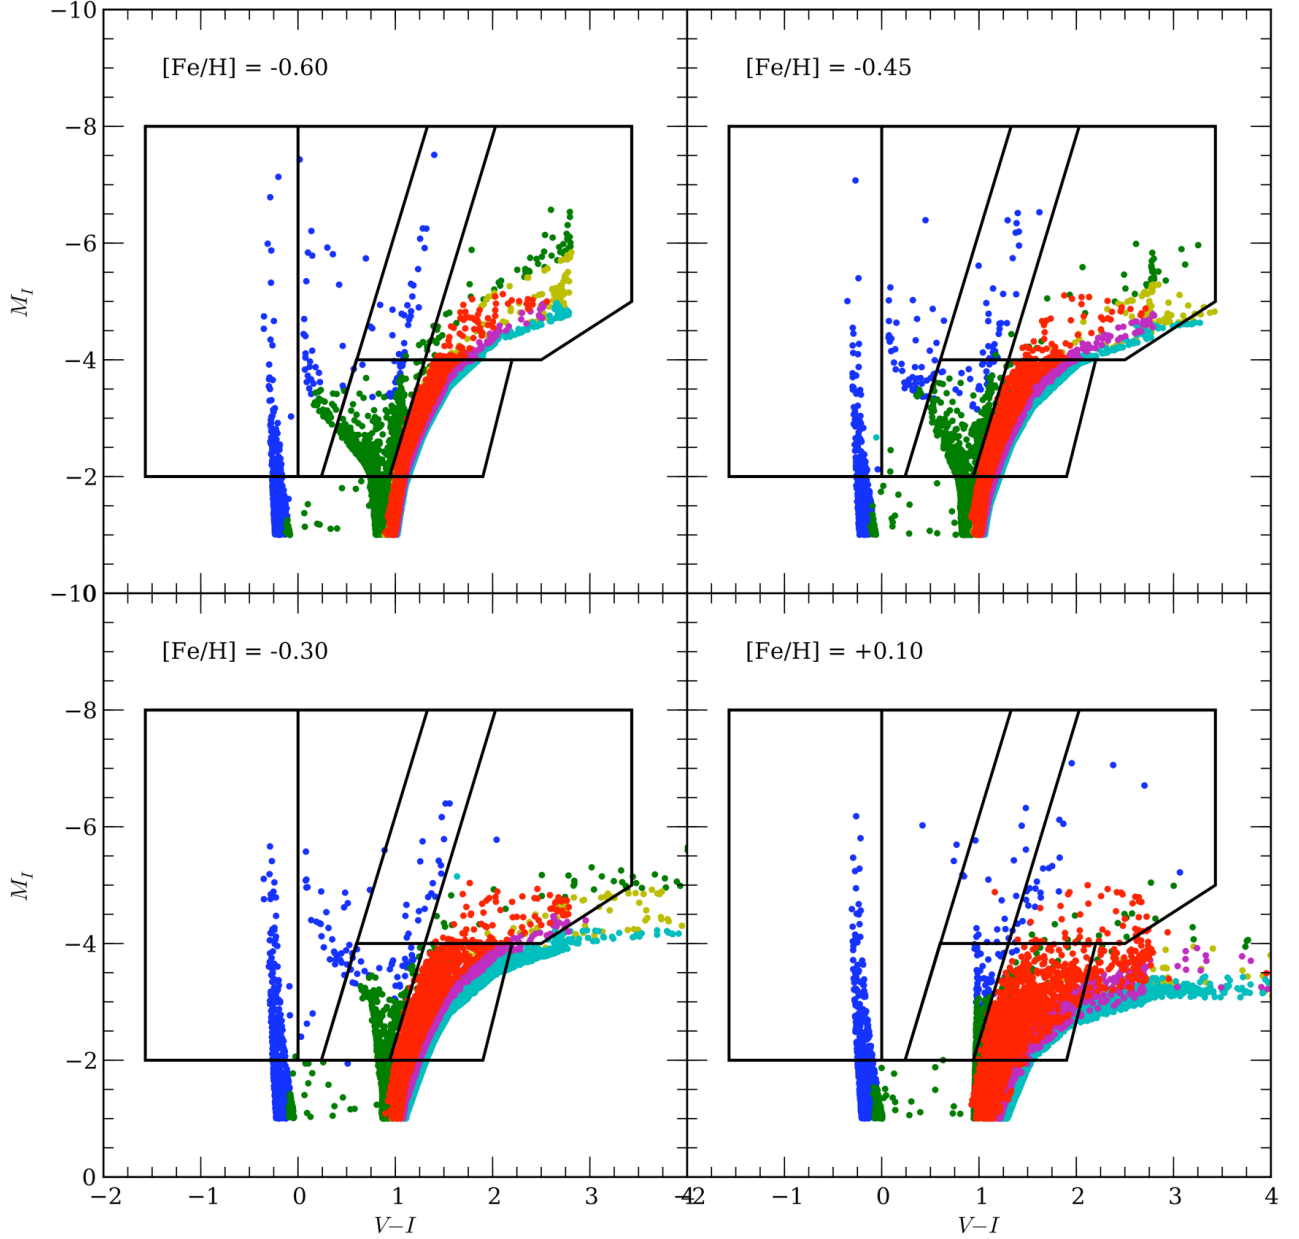 −10
[Fe/H] = -0.60
[Fe/H] = -0.45
−8
−6
M_I
−4
−2
0
−10
[Fe/H] = -0.30
[Fe/H] = +0.10
−8
−6
M_I
−4
−2
0
−2 −1 0 1 2 3 4 −2 −1 0 1 2 3 4
V−I V−I